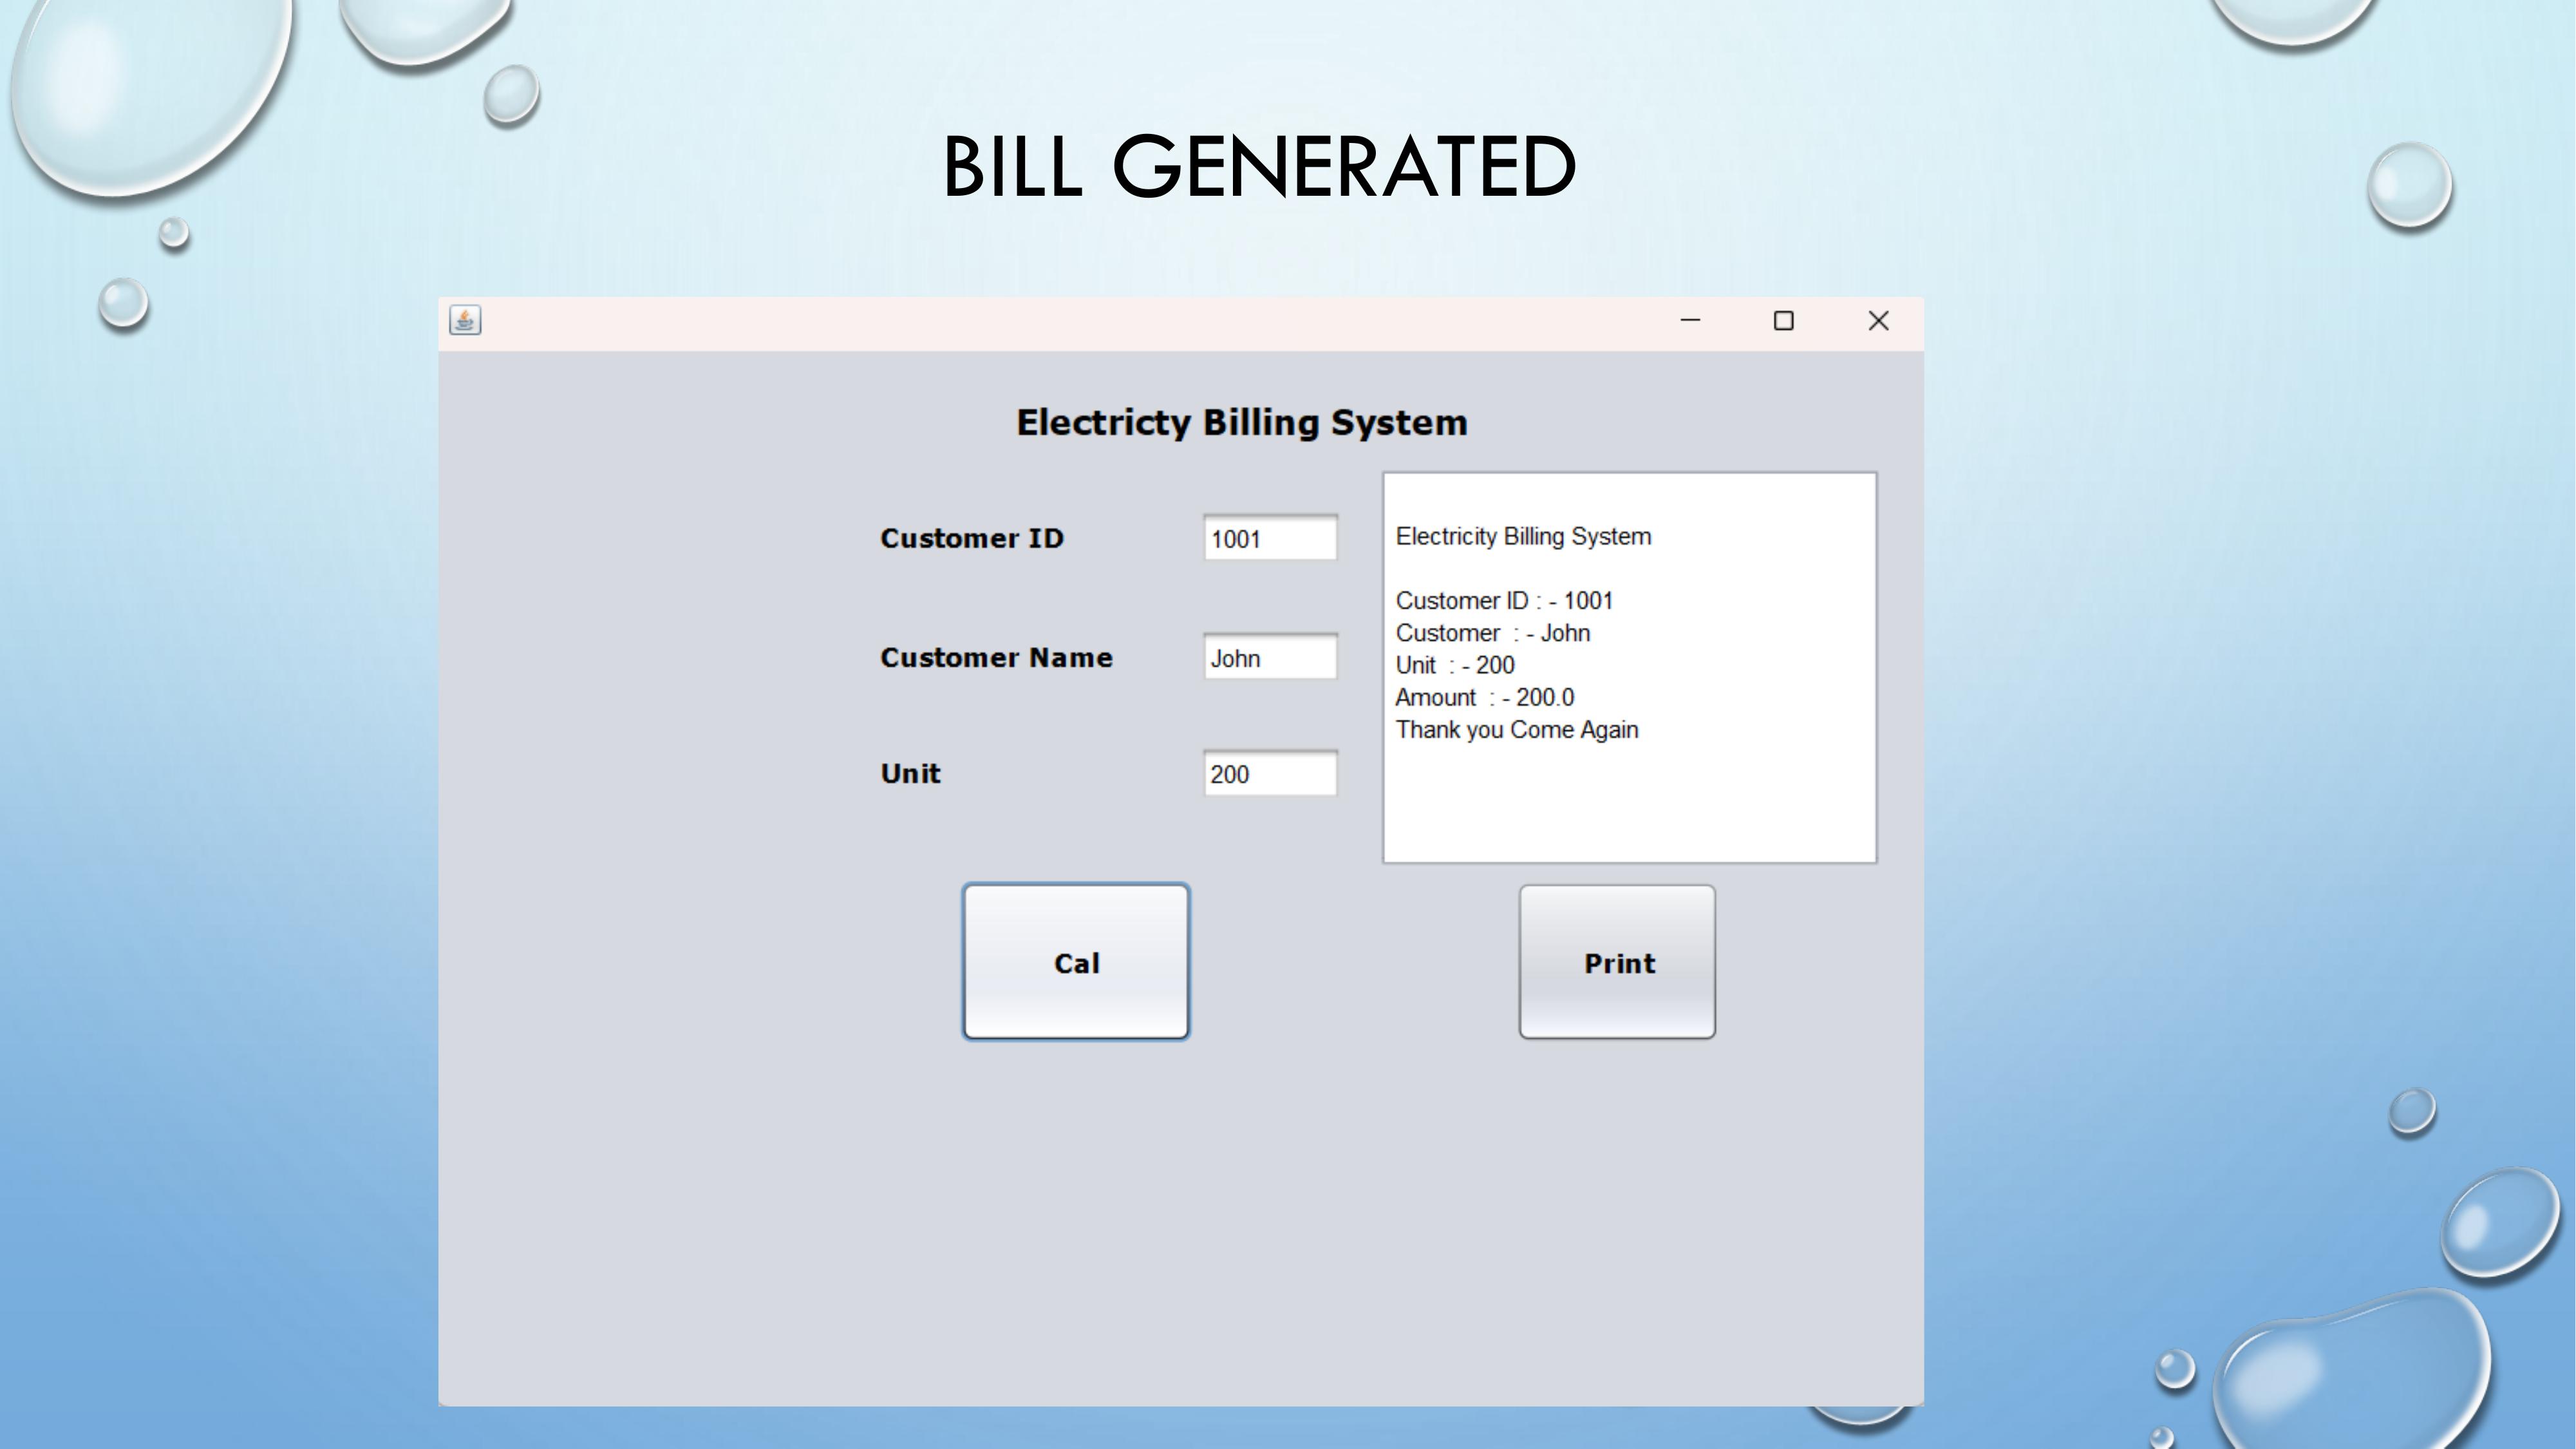 BILL GENERATED
Electricty Billing System
Customer ID
1001
Customer Name
John
Unit
200
Electricity Billing System
Customer ID : - 1001
Customer : - John
Unit : - 200
Amount : - 200.0
Thank you Come Again
Cal
Print